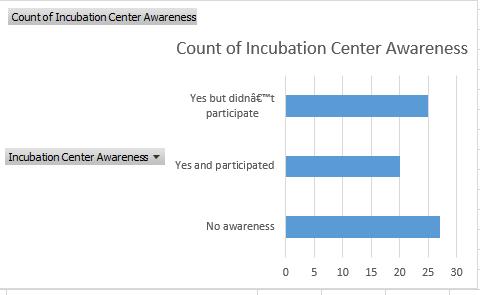 Count of Incubation Center Awareness
Count of Incubation Center Awareness
Yes but didnâ€™t
participate
Incubation Center Awareness
Yes and participated
No awareness
0 5 10 15 20 25 30